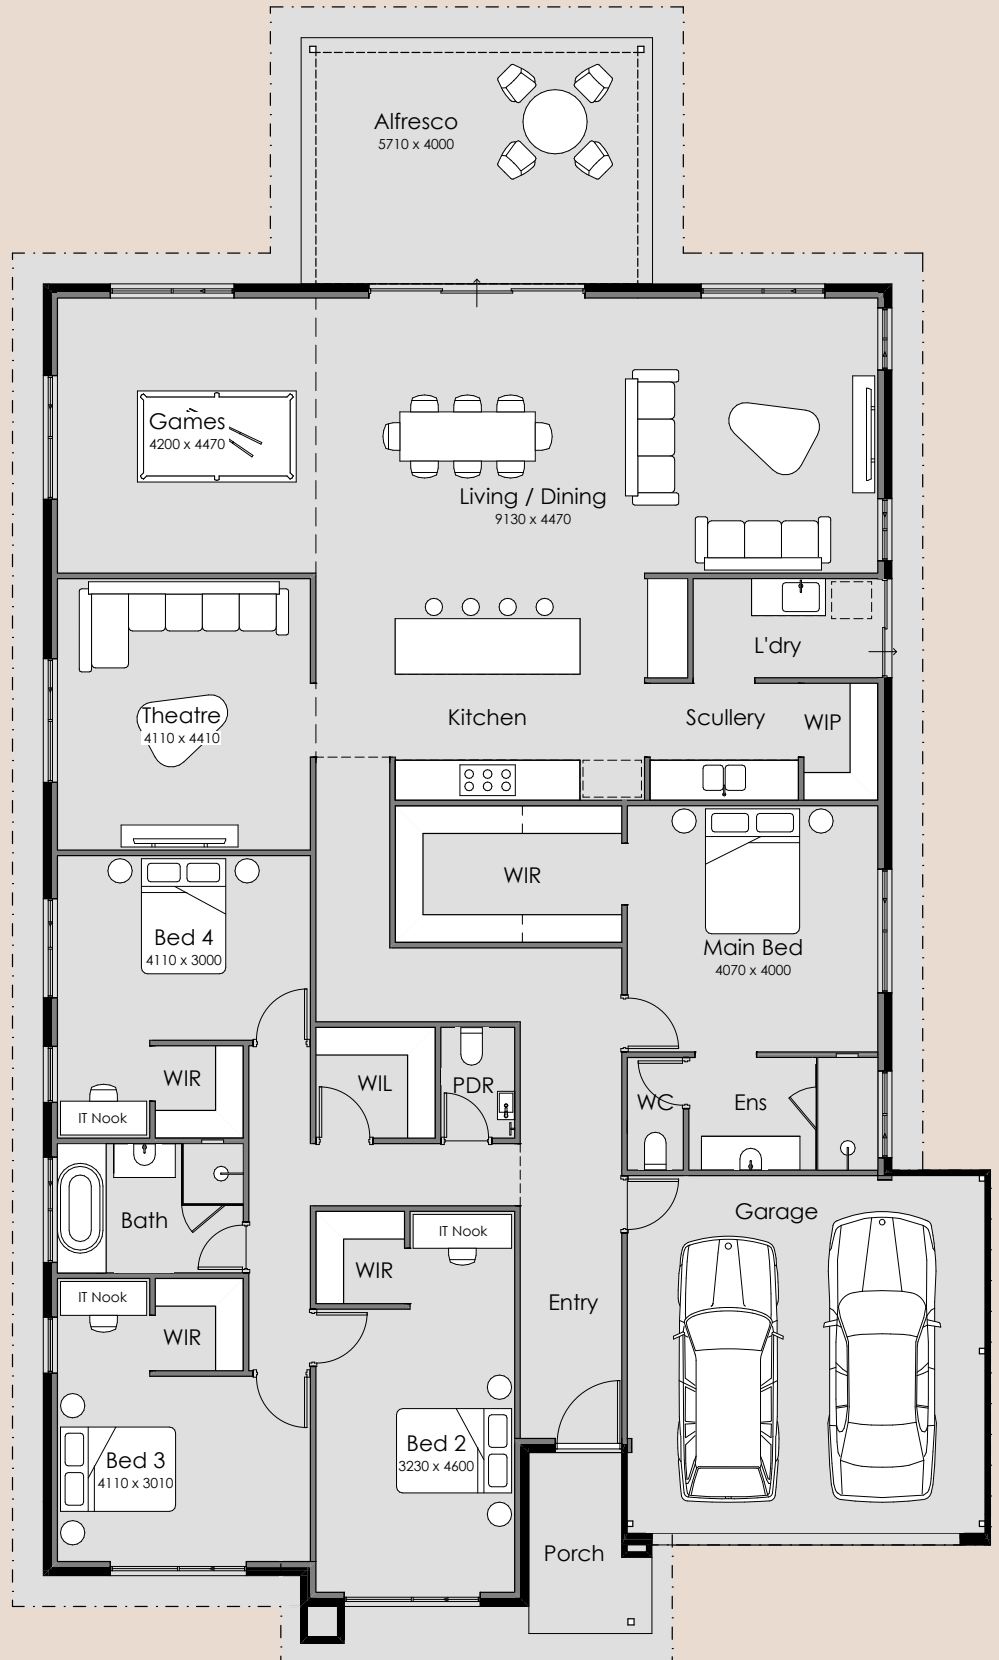 Alfresco
5710 x 4000
Games
4200 x 4470
Living / Dining
9130 x 4470
L'dry
Theatre
4110 x 4410
Kitchen
Scullery
WIP
WIR
Bed 4
4110 x 3000
Main Bed
4070 x 4000
WIR
IT Nook
WIL
PDR
WC
Ens
Bath
Garage
IT Nook
WIR
IT Nook
WIR
Entry
Bed 3
4110 x 3010
Bed 2
3230 x 4600
Porch